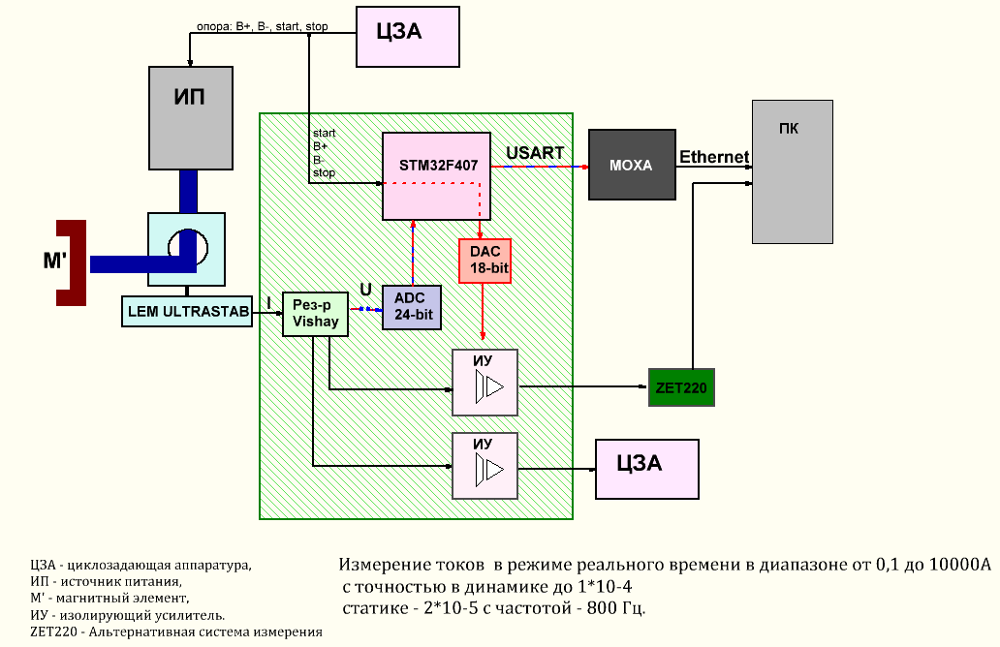 опора: B+, B-, start, stop
ЦЗА
ИП
start
B+
B-
stop
STM32F407
USART
MOXA
Ethernet
ПК
M'
DAC
18-bit
LEM ULTRASTAB
I
Рез-р
Vishay
U
ADC
24-bit
ИУ
ZET220
ИУ
ЦЗА
ЦЗА - циклозадающая аппаратура,
ИП - источник питания,
М' - магнитный элемент,
ИУ - изолирующий усилитель.
ZET220 - Альтернативная система измерения
Измерение токов в режиме реального времени в диапазоне от 0,1 до 10000А
с точностью в динамике до 1*10-4
статике - 2*10-5 с частотой - 800 Гц.